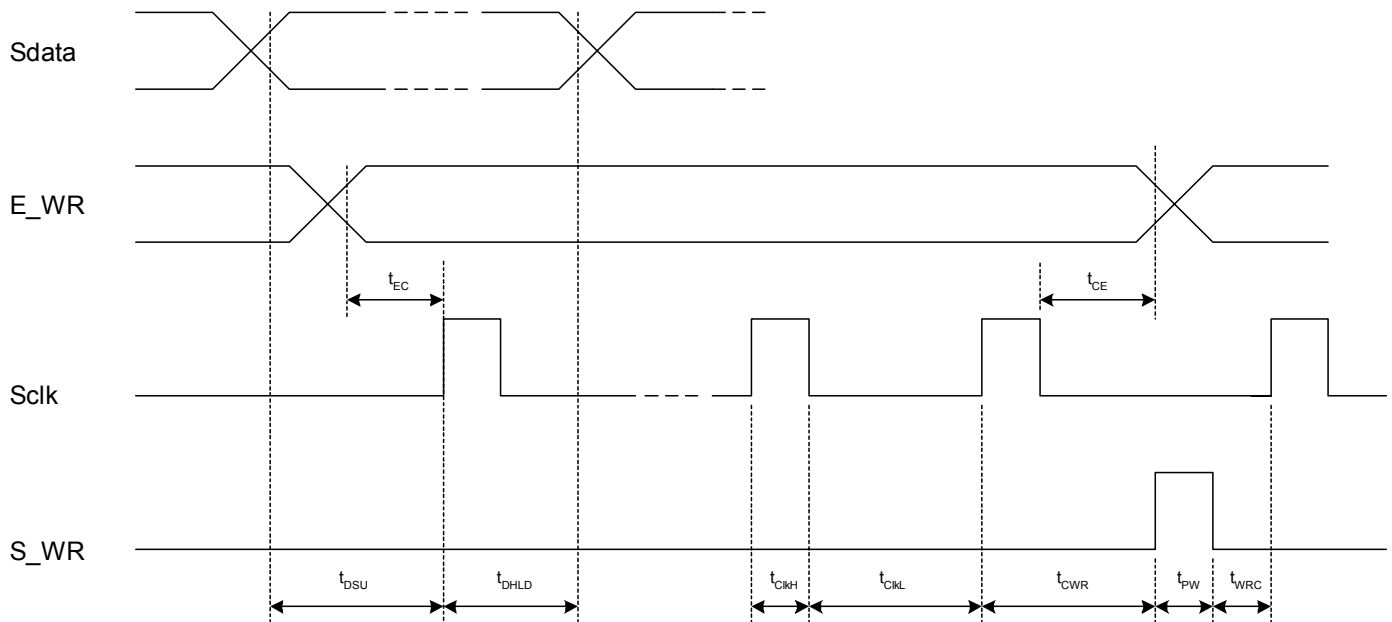 Sdata
E_WR
tEC
tCE
Sclk
S_WR
tDSU
tDHLD
tClkH
tClkL
tCWR
tPW
tWRC